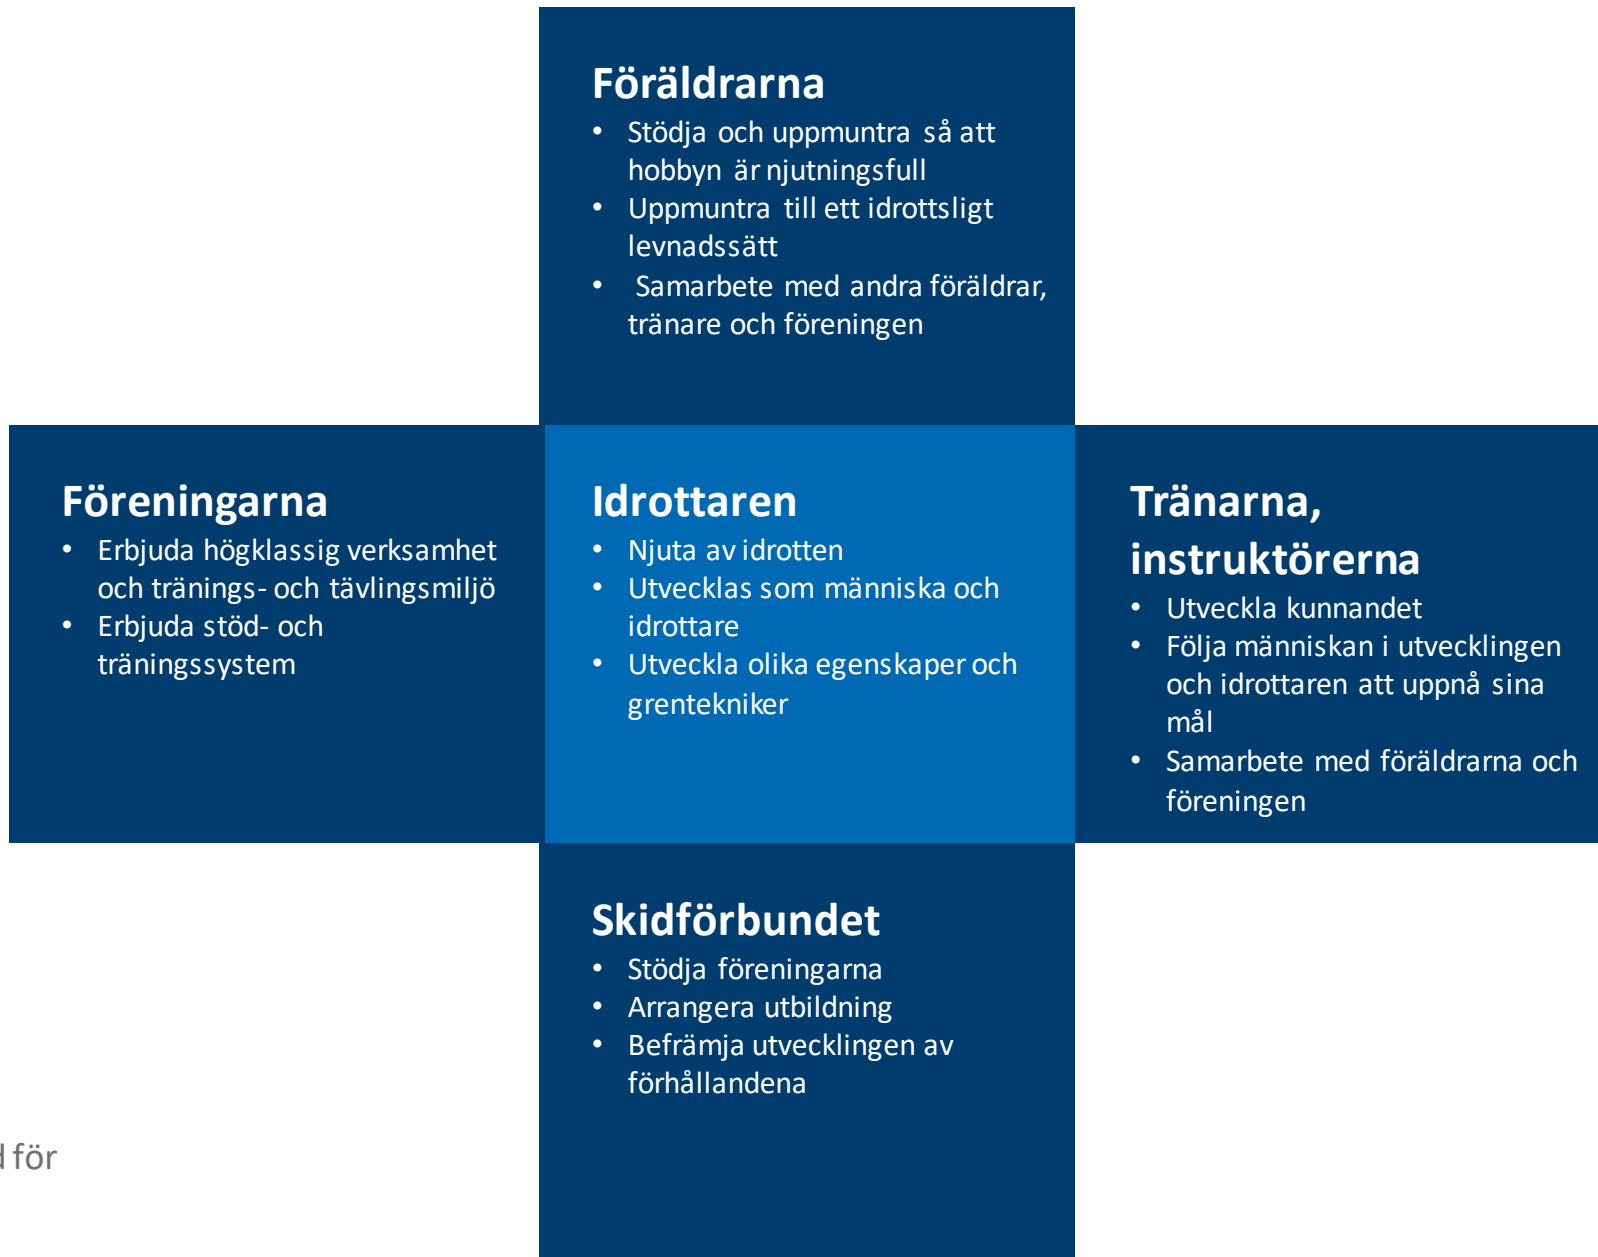 Föräldrarna
• Stödja och uppmuntra så att
hobbyn är njutningsfull
• Uppmuntra till ett idrottsligt
levnadssätt
• Samarbete med andra föräldrar,
tränare och föreningen
Föreningarna
• Erbjuda högklassig verksamhet
och tränings- och tävlingsmiljö
• Erbjuda stöd- och
träningssystem
Idrottaren
• Njuta av idrotten
• Utvecklas som människa och
idrottare
• Utveckla olika egenskaper och
grentekniker
Tränarna,
instruktörerna
• Utveckla kunnandet
• Följa människan i utvecklingen
och idrottaren att uppnå sina
mål
• Samarbete med föräldrarna och
föreningen
Skidförbundet
• Stödja föreningarna
• Arrangera utbildning
• Befrämja utvecklingen av
förhållandena
för